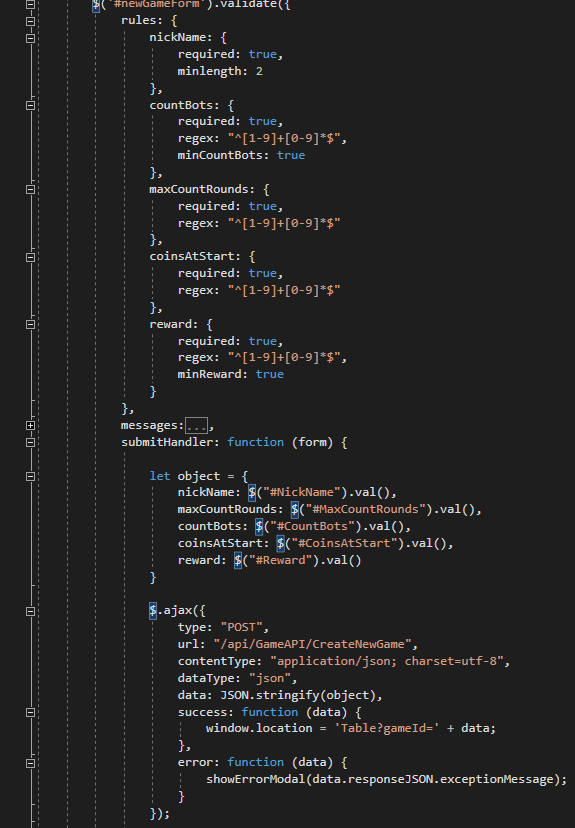 $('#newGameForm').validate({
rules: {
nickName: {
required: true,
minlength: 2
},
countBots: {
required: true,
regex: "^[1-9]+[0-9]*$",
minCountBots: true
},
maxCountRounds: {
required: true,
regex: "^[1-9]+[0-9]*$"
},
coinsAtStart: {
required: true,
regex: "^[1-9]+[0-9]*$"
},
reward: {
required: true,
regex: "^[1-9]+[0-9]*$",
minReward: true
}
},
messages:...,
submitHandler: function (form) {
let object = {
nickName: $("#NickName").val(),
maxCountRounds: $("#MaxCountRounds").val(),
countBots: $("#CountBots").val(),
coinsAtStart: $("#CoinsAtStart").val(),
reward: $("#Reward").val()
}
$.ajax({
type: "POST",
url: "/api/GameAPI/CreateNewGame",
contentType: "application/json; charset=utf-8",
dataType: "json",
data: JSON.stringify(object),
success: function (data) {
window.location = 'Table?gameId=' + data;
},
error: function (data) {
showErrorModal(data.responseJSON.exceptionMessage);
}
});